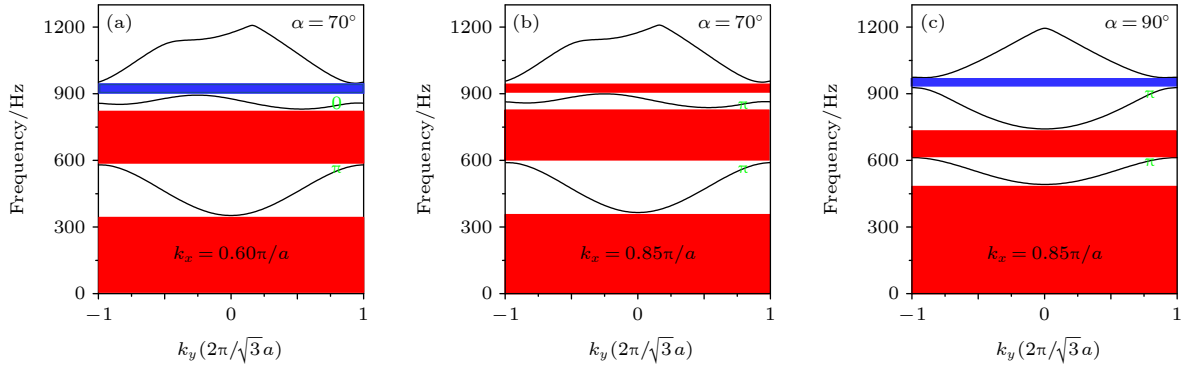 (a)
α = 70°
1200
900
600
300
0
Frequency/Hz
0
π
k_x = 0.60π/a
−1
0
1
k_y (2π/√3 a)
(b)
α = 70°
1200
900
600
300
0
Frequency/Hz
π
π
k_x = 0.85π/a
−1
0
1
k_y (2π/√3 a)
(c)
α = 90°
1200
900
600
300
0
Frequency/Hz
π
π
k_x = 0.85π/a
−1
0
1
k_y (2π/√3 a)